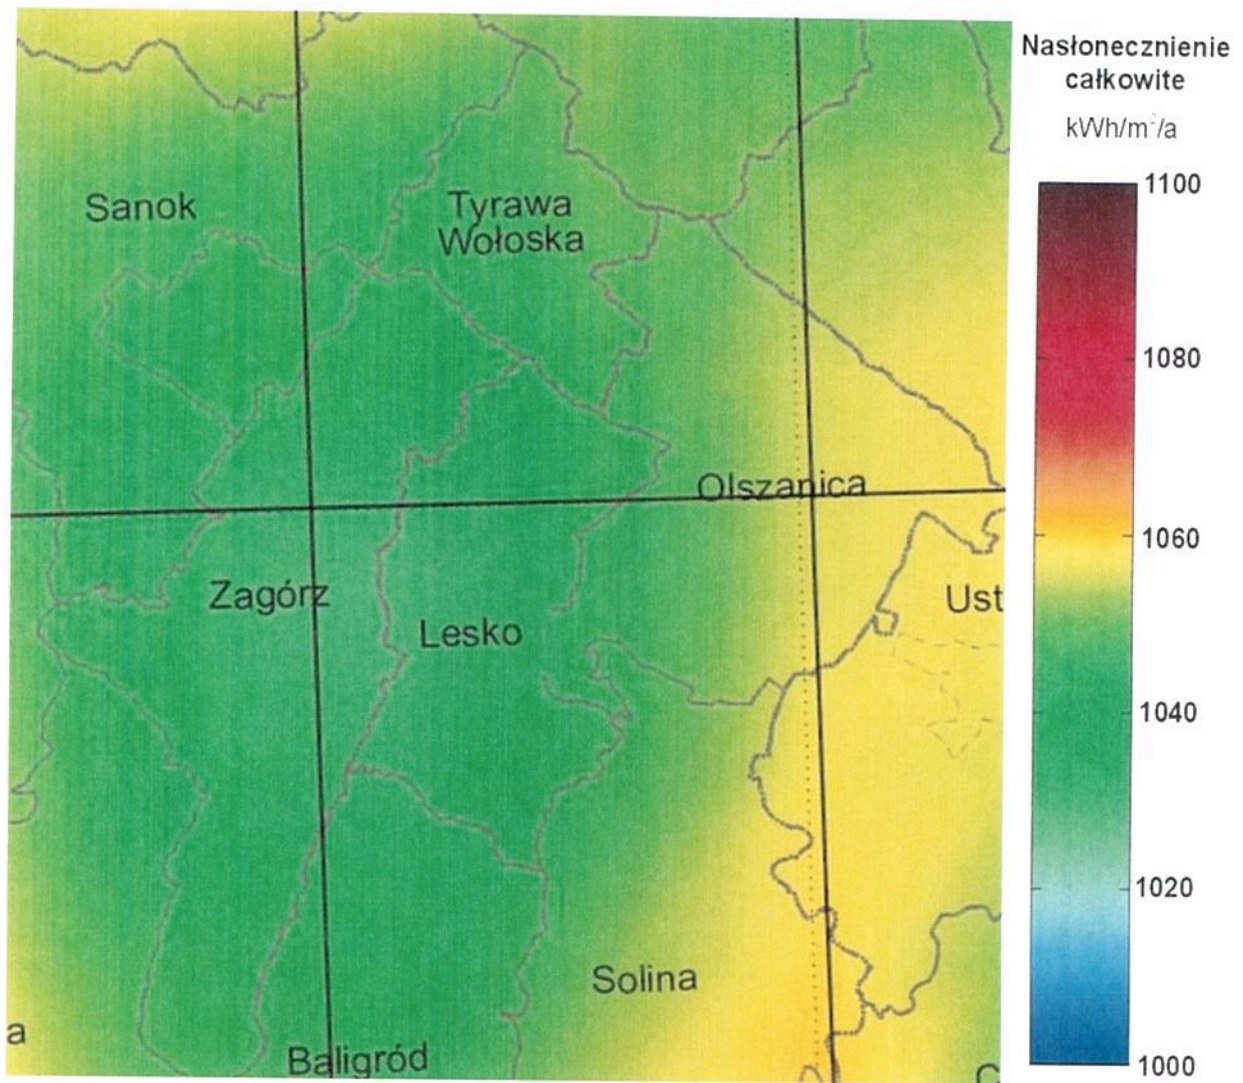 Nasłonecznienie
całkowite
kWh/m²/a
Sanok
Tyrawa
Wołoska
Olszanica
Zagórz
Lesko
Ust
Solina
a
Baligród
C
1100
1080
1060
1040
1020
1000